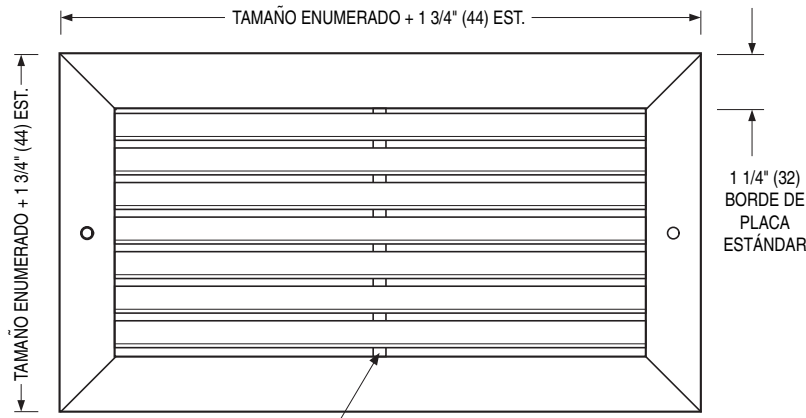 TAMAÑO ENUMERADO + 1 3/4" (44) EST.
TAMAÑO ENUMERADO + 1 3/4" (44) EST.
1 1/4" (32)
BORDE DE
PLACA
ESTÁNDAR